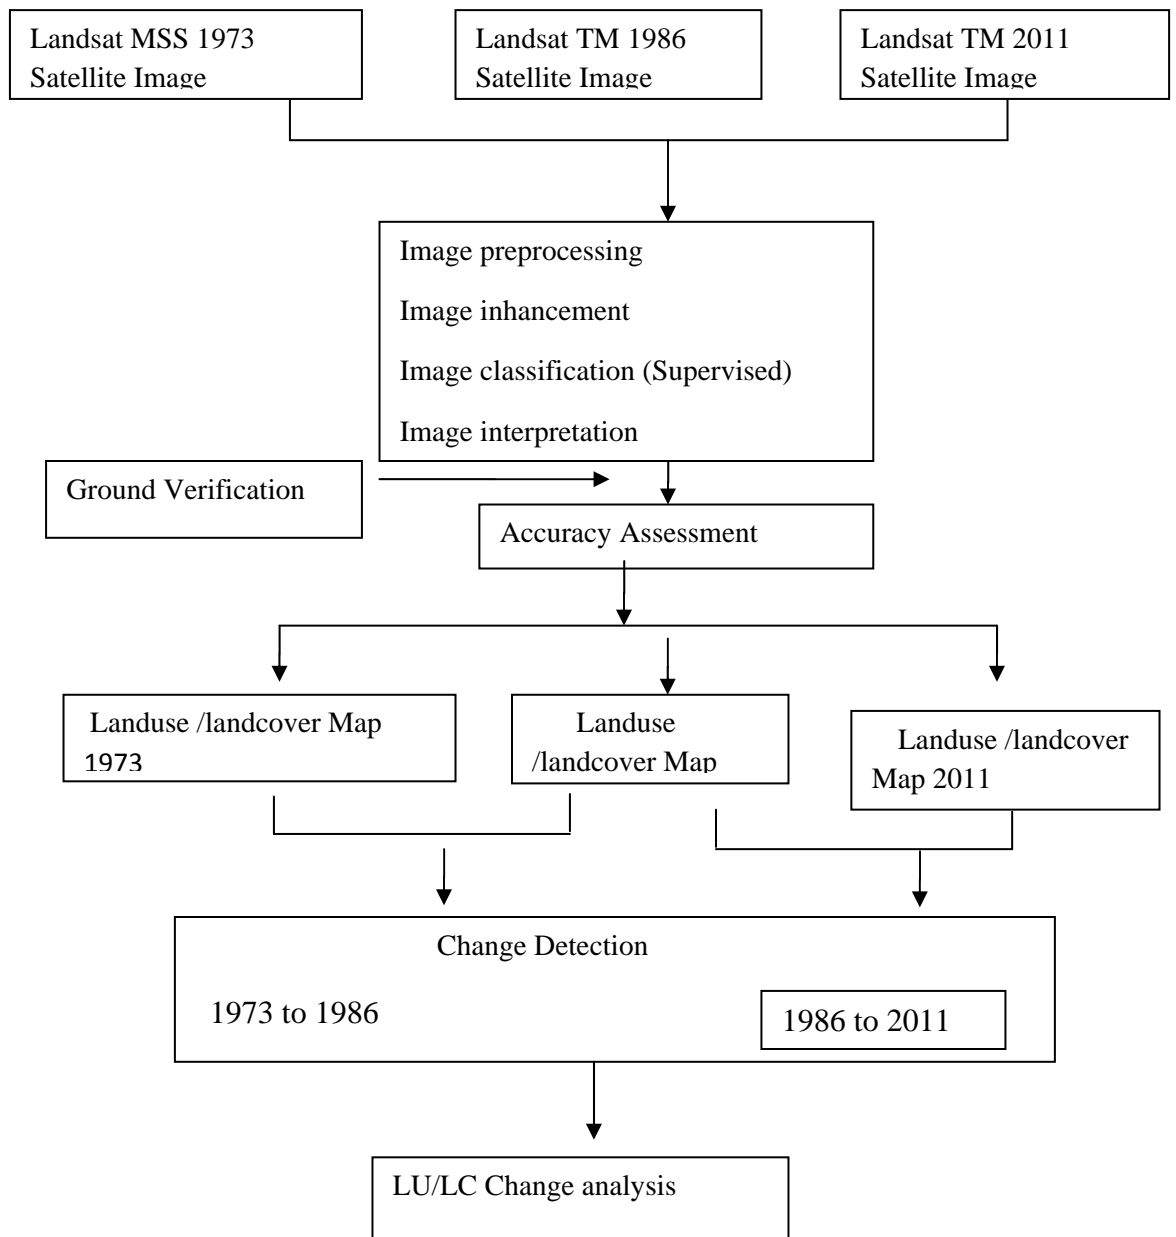 Landsat MSS 1973
Satellite Image
Landsat TM 1986
Satellite Image
Landsat TM 2011
Satellite Image
Image preprocessing
Image inhancement
Image classification (Supervised)
Image interpretation
Ground Verification
Accuracy Assessment
Landuse /landcover Map
1973
Landuse
/landcover Map
Landuse /landcover
Map 2011
Change Detection
1973 to 1986
1986 to 2011
LU/LC Change analysis